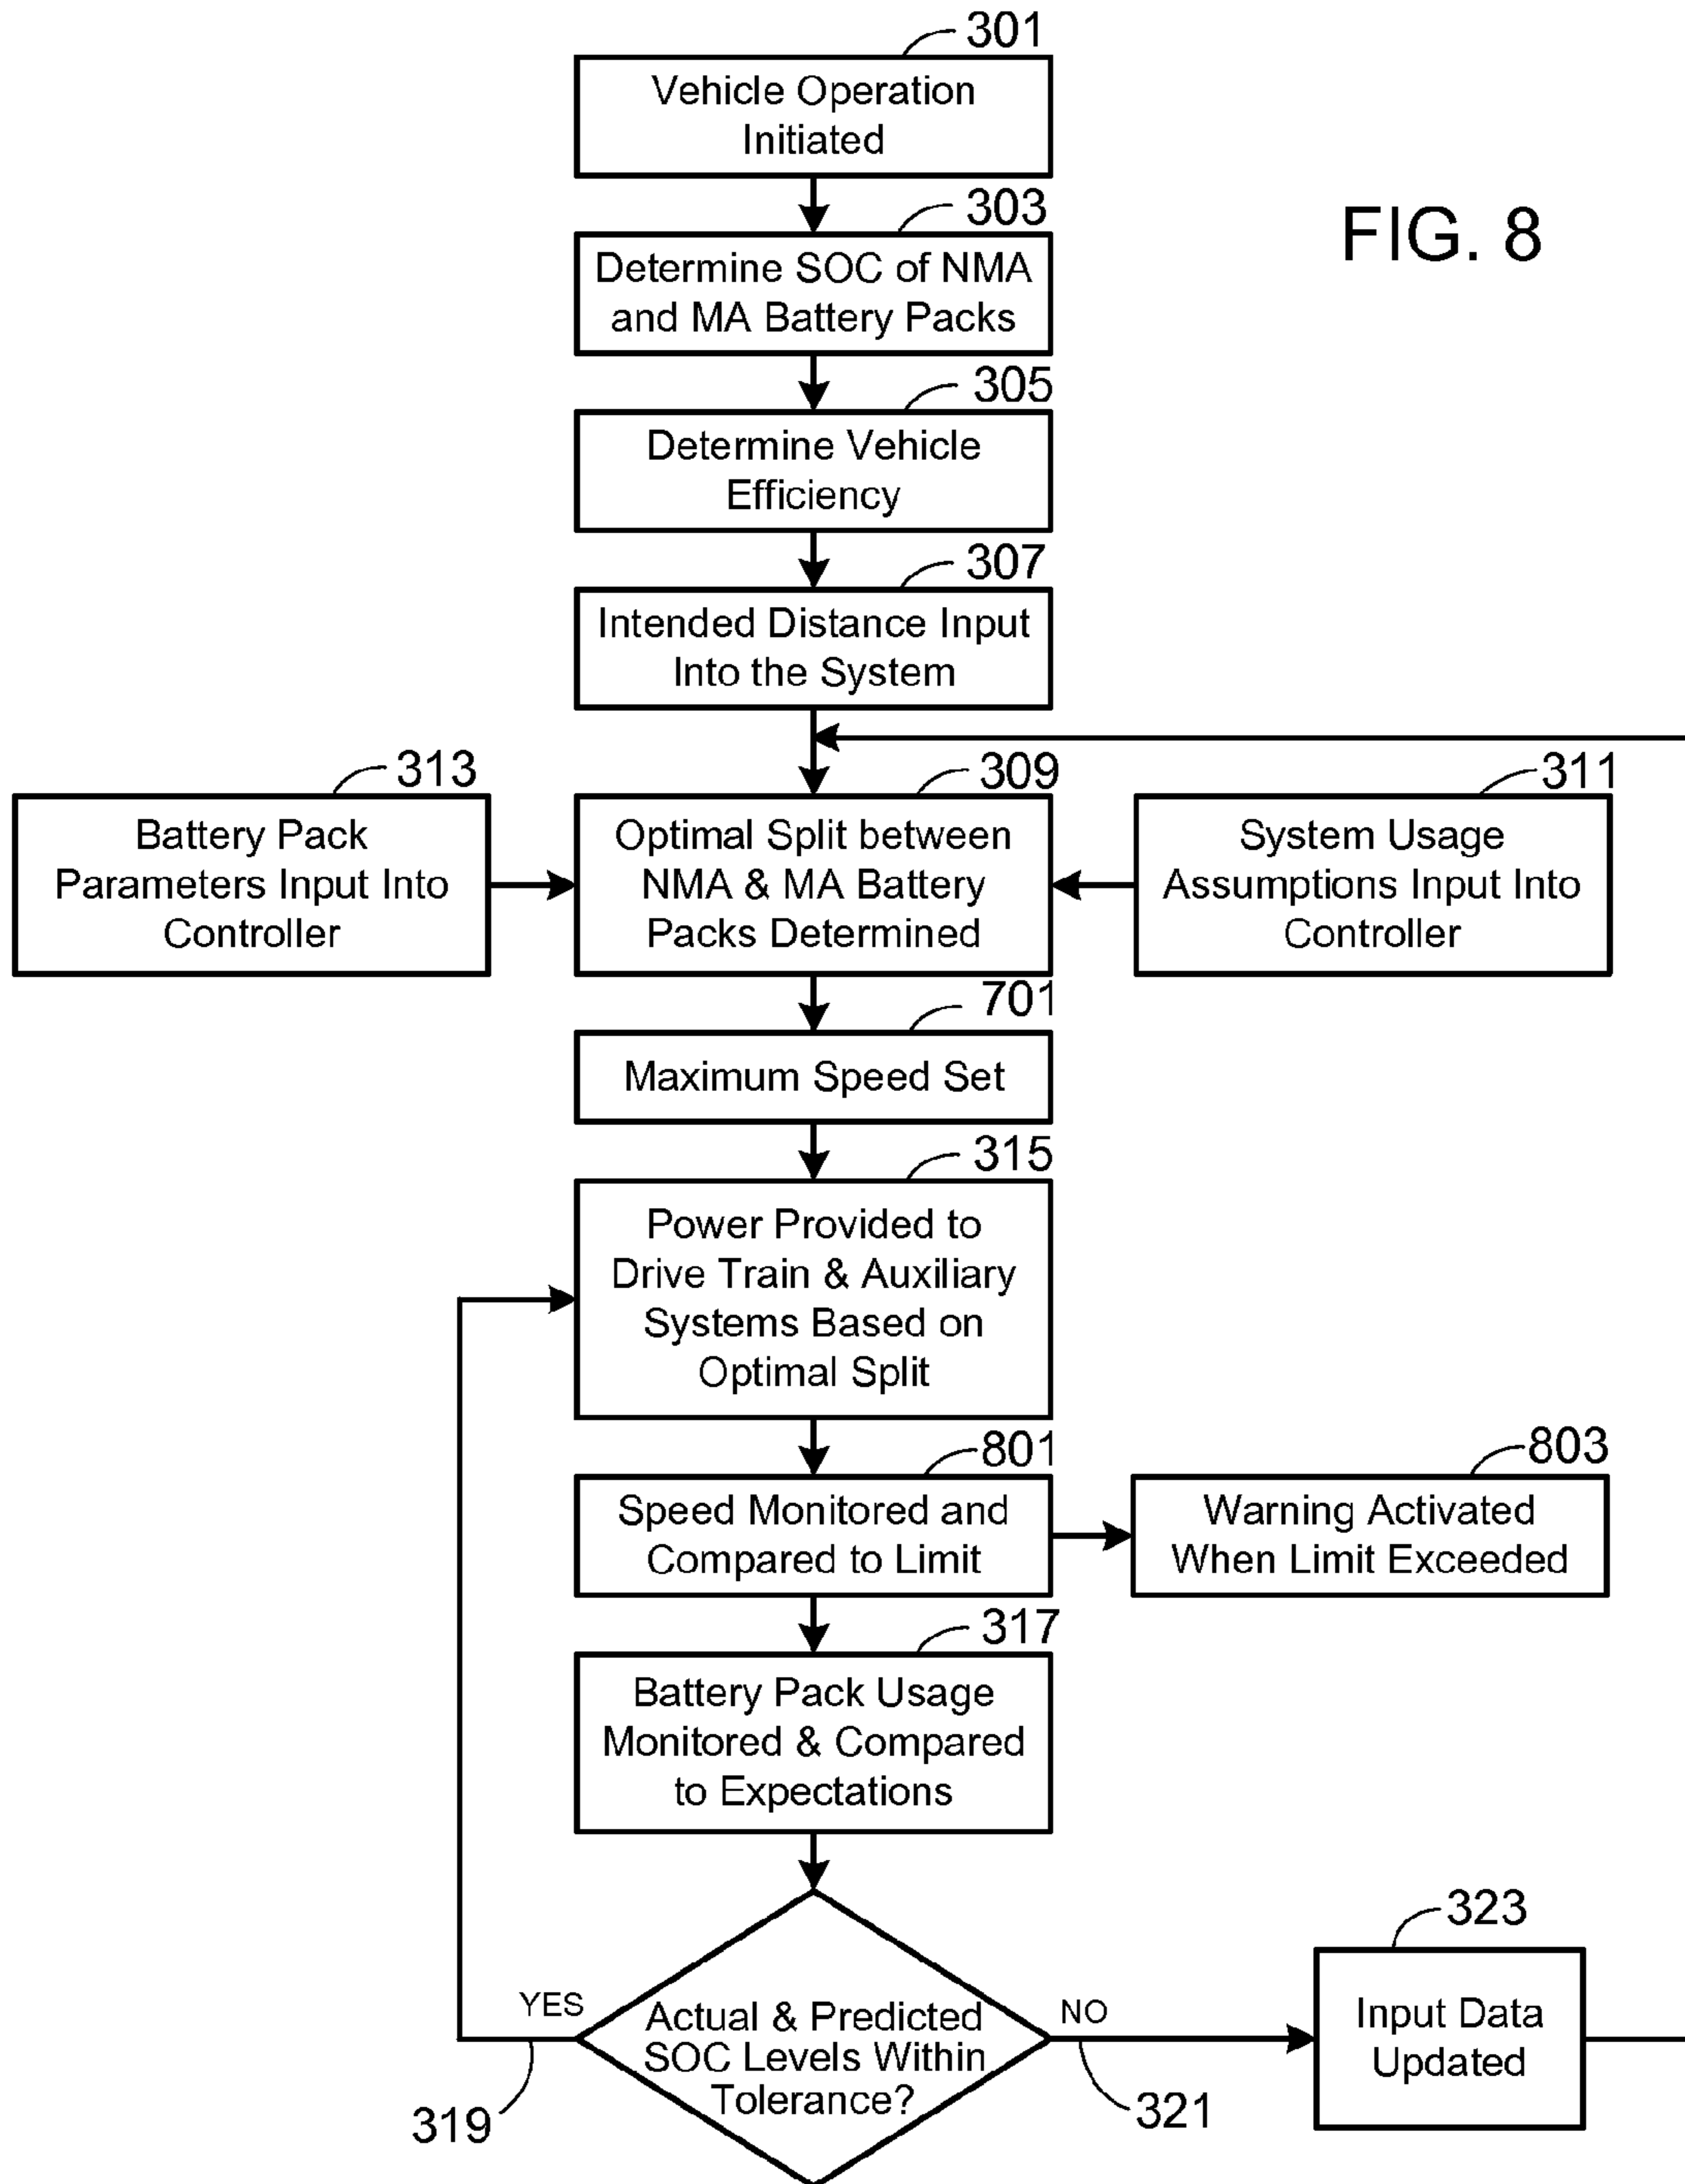 301
Vehicle Operation
Initiated
FIG. 8
303
Determine SOC of NMA
and MA Battery Packs
305
Determine Vehicle
Efficiency
307
Intended Distance Input
Into the System
313
Battery Pack
Parameters Input Into
Controller
309
Optimal Split between
NMA & MA Battery
Packs Determined
311
System Usage
Assumptions Input Into
Controller
701
Maximum Speed Set
315
Power Provided to
Drive Train & Auxiliary
Systems Based on
Optimal Split
801
Speed Monitored and
Compared to Limit
803
Warning Activated
When Limit Exceeded
317
Battery Pack Usage
Monitored & Compared
to Expectations
YES
Actual & Predicted
SOC Levels Within
Tolerance?
NO
319
321
323
Input Data
Updated